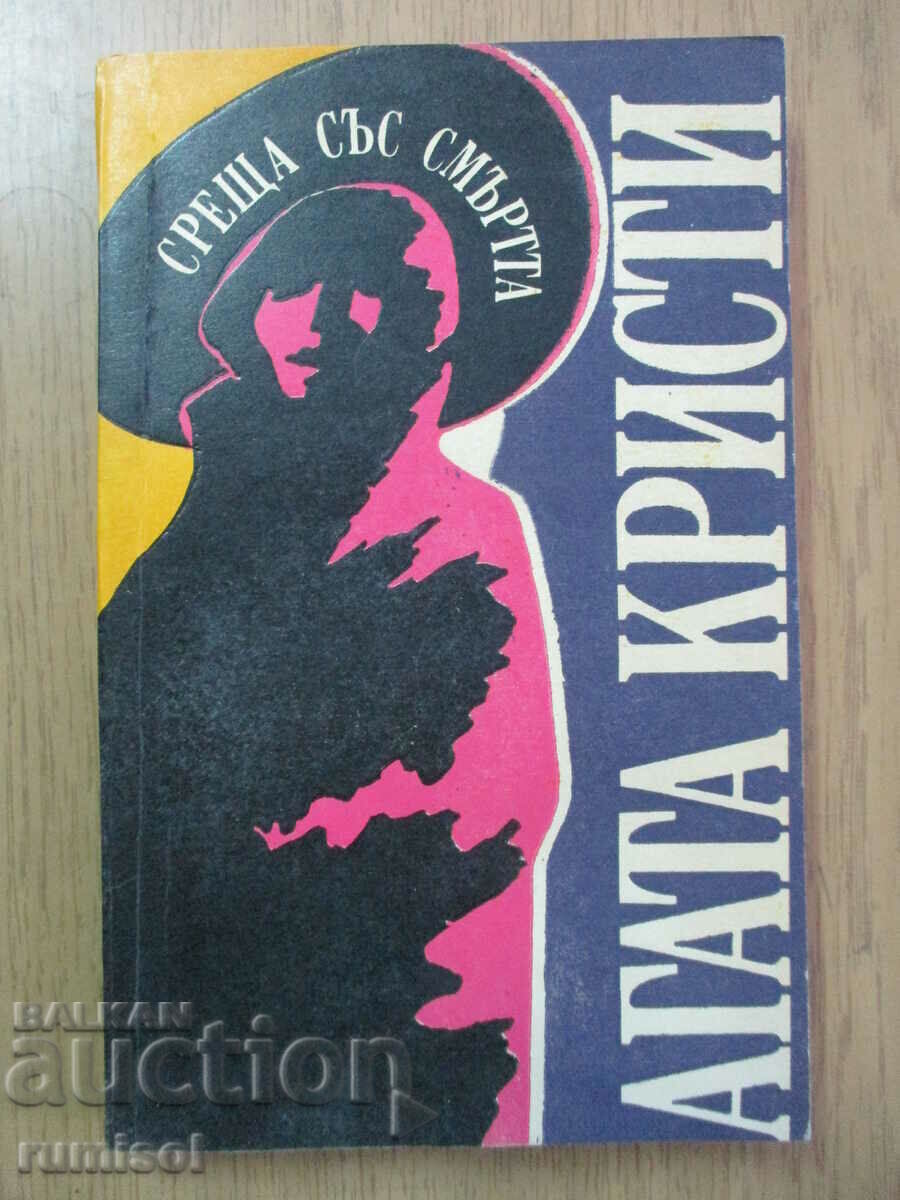 СРЕЩА СЪС СМЪРТТА
АГАТА КРИСТИ
BALKAN
auction
rumisol